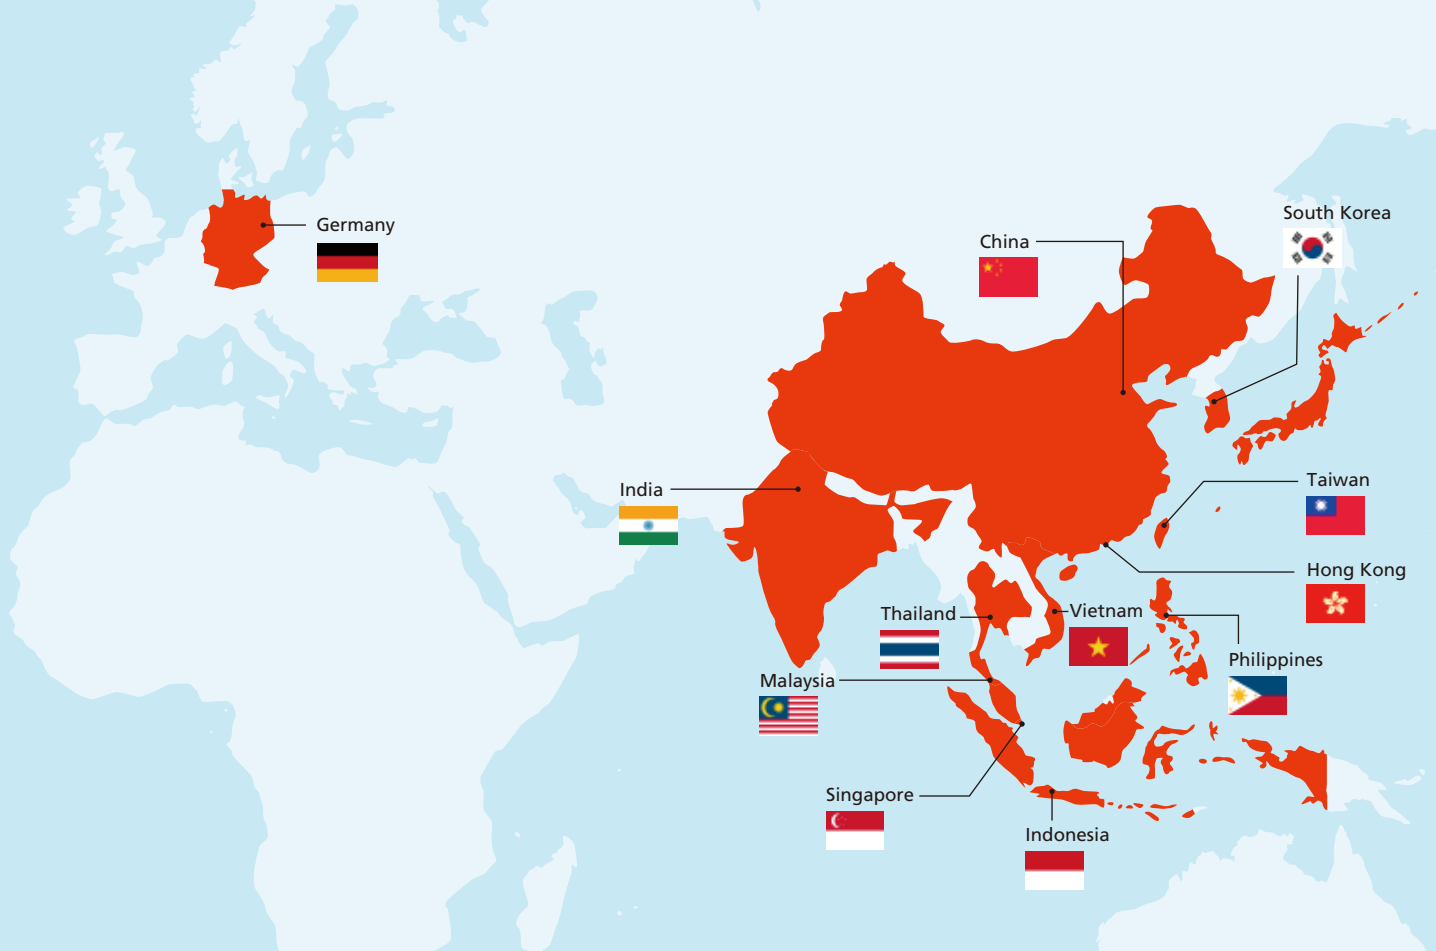 South Korea
Germany
China
Taiwan
India
Hong Kong
Thailand
Vietnam
Philippines
Malaysia
Singapore
Indonesia